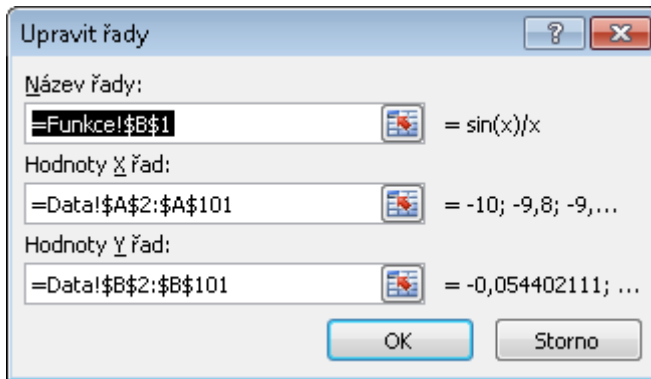 Upravit řady
Název řady:
=Funkce!$B$1 = sin(x)/x
Hodnoty X řad:
=Data!$A$2:$A$101 = -10; -9,8; -9,...
Hodnoty Y řad:
=Data!$B$2:$B$101 = -0,054402111; ...
OK Storno